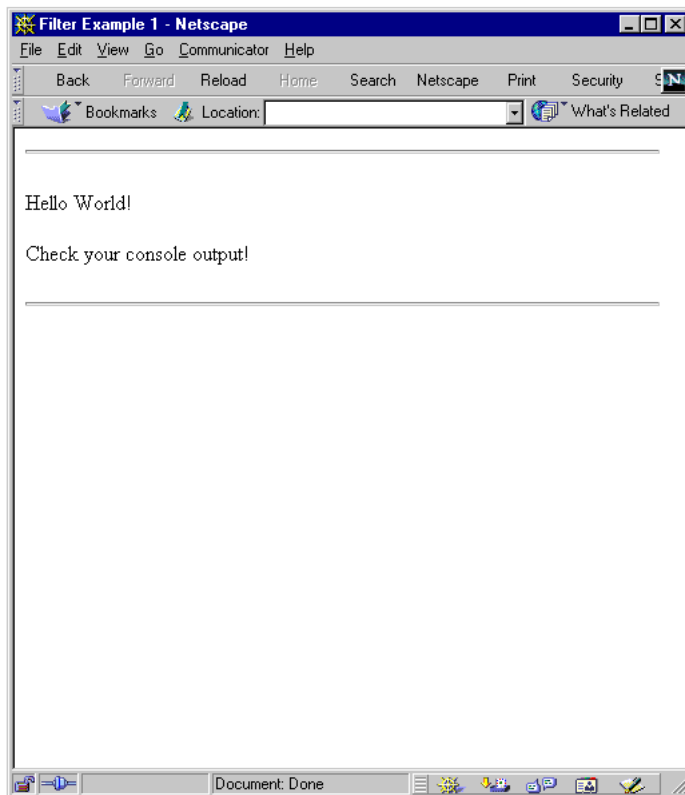 Filter Example 1 - Netscape
File Edit View Go Communicator Help
Back Forward Reload Home Search Netscape Print Security S N
Bookmarks Location: What's Related
Hello World!
Check your console output!
Document: Done